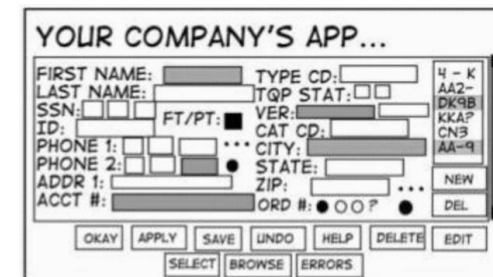 YOUR COMPANY'S APP...
FIRST NAME:
LAST NAME:
SSN:
ID:
FT/PT:
PHONE 1:
PHONE 2:
ADDR 1:
ACCT #:
TYPE CD:
TQP STAT:
VER:
CAT CD:
CITY:
STATE:
ZIP:
ORD #: ?
4 - K
AA2-
DK9B
KKA?
CN3
AA-9
NEW
DEL
EDIT
OKAY APPLY SAVE UNDO HELP DELETE
SELECT BROWSE ERRORS